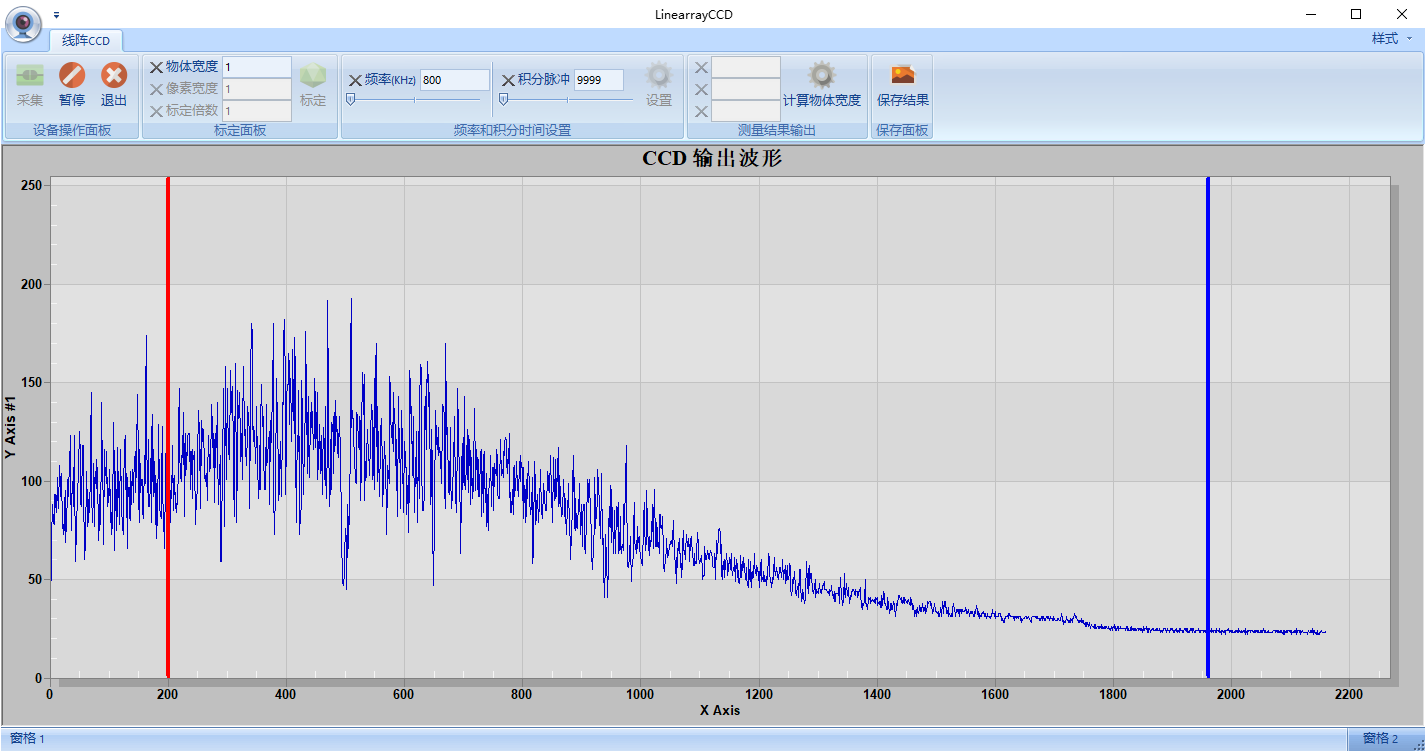 LinearrayCCD
线阵CCD
样式
物体宽度 1
像素宽度 1
标定倍数 1
采集 暂停 退出
标定
频率(KHz) 800
积分脉冲 9999
设置
计算物体宽度
保存结果
设备操作面板
标定面板
频率和积分时间设置
测量结果输出
保存面板
CCD 输出波形
250
200
150
100
50
0
Y Axis #1
0 200 400 600 800 1000 1200 1400 1600 1800 2000 2200
X Axis
窗格 1
窗格 2